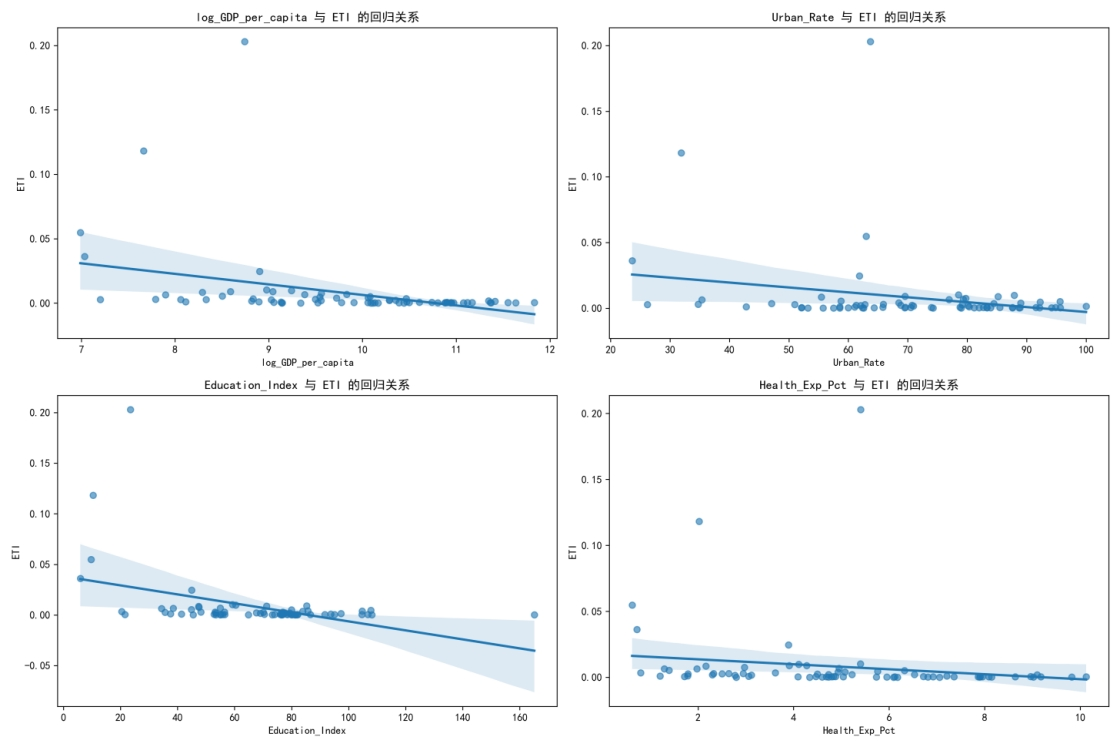 log_GDP_per_capita 与 ETI 的回归关系
0.20
0.15
0.10
0.05
0.00
ETI
7 8 9 10 11 12
log_GDP_per_capita
Urban_Rate 与 ETI 的回归关系
0.20
0.15
0.10
0.05
0.00
ETI
20 30 40 50 60 70 80 90 100
Urban_Rate
Education_Index 与 ETI 的回归关系
0.20
0.15
0.10
0.05
0.00
-0.05
ETI
0 20 40 60 80 100 120 140 160
Education_Index
Health_Exp_Pct 与 ETI 的回归关系
0.20
0.15
0.10
0.05
0.00
ETI
2 4 6 8 10
Health_Exp_Pct